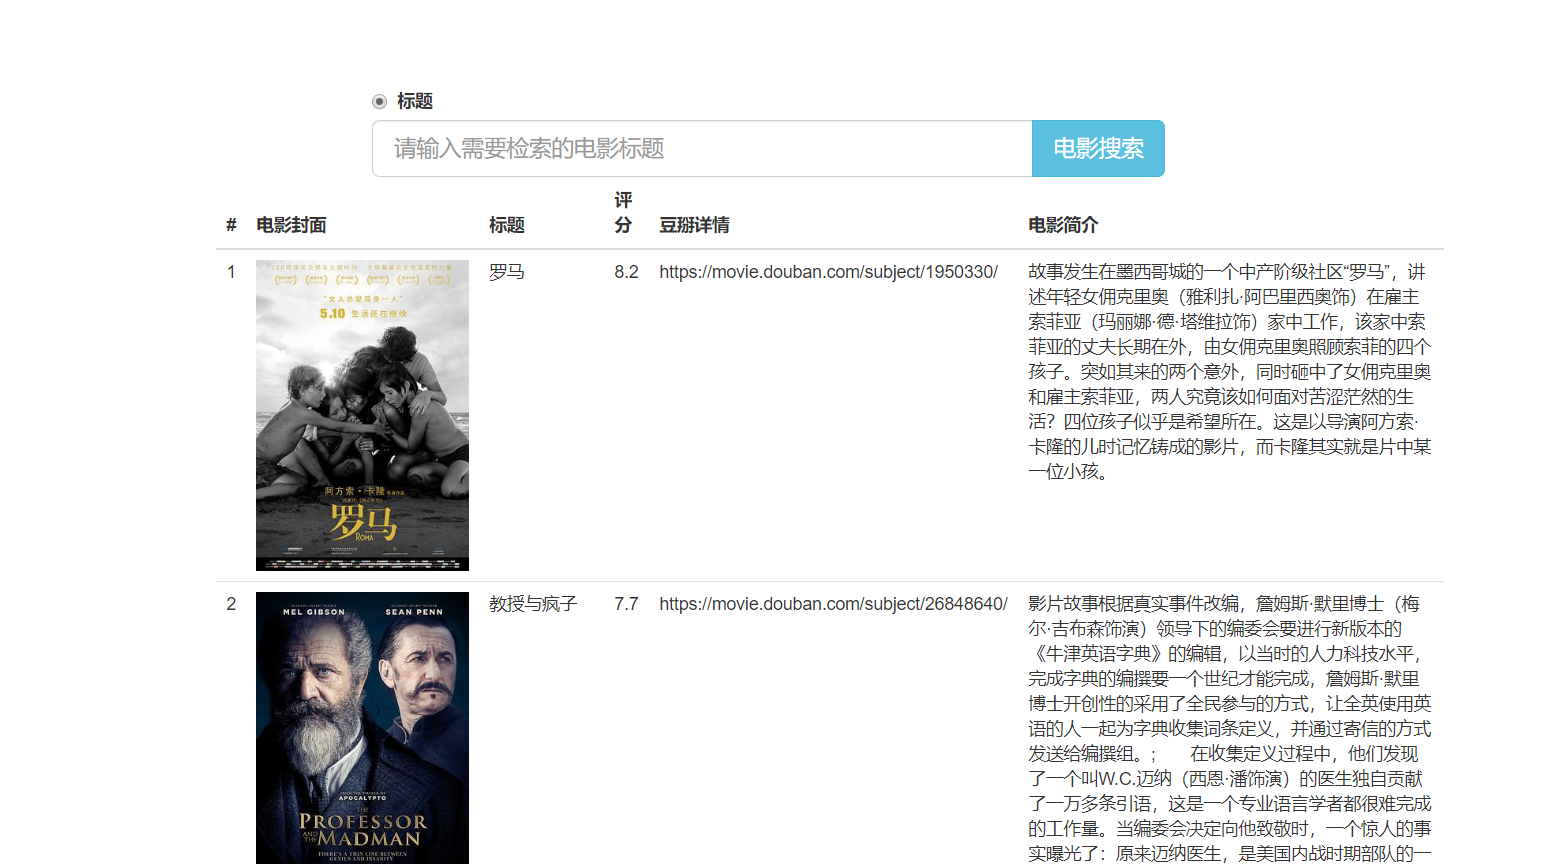 标题
请输入需要检索的电影标题
电影搜索
# 电影封面 标题 评分 豆掰详情 电影简介
1 罗马 8.2 https://movie.douban.com/subject/1950330/
“女人总是孤身一人”
5.10 生活还在继续
阿方索·卡隆
罗马
ROMA
故事发生在墨西哥城的一个中产阶级社区“罗马”，讲
述年轻女佣克里奥（雅利扎·阿巴里西奥饰）在雇主
索菲亚（玛丽娜·德·塔维拉饰）家中工作，该家中索
菲亚的丈夫长期在外，由女佣克里奥照顾索菲的四个
孩子。突如其来的两个意外，同时砸中了女佣克里奥
和雇主索菲亚，两人究竟该如何面对苦涩茫然的生
活？四位孩子似乎是希望所在。这是以导演阿方索·
卡隆的儿时记忆铸成的影片，而卡隆其实就是片中某
一位小孩。
2 教授与疯子 7.7 https://movie.douban.com/subject/26848640/
MEL GIBSON SEAN PENN
APOCALYPTO
THE
PROFESSOR
AND THE MADMAN
THERE'S A THIN LINE BETWEEN
GENIUS AND INSANITY
影片故事根据真实事件改编，詹姆斯·默里博士（梅
尔·吉布森饰演）领导下的编委会要进行新版本的
《牛津英语字典》的编辑，以当时的人力科技水平，
完成字典的编撰要一个世纪才能完成，詹姆斯·默里
博士开创性的采用了全民参与的方式，让全英使用英
语的人一起为字典收集词条定义，并通过寄信的方式
发送给编撰组。； 在收集定义过程中，他们发现
了一个叫W.C.迈纳（西恩·潘饰演）的医生独自贡献
了一万多条引语，这是一个专业语言学者都很难完成
的工作量。当编委会决定向他致敬时，一个惊人的事
实曝光了：原来迈纳医生，是美国内战时期部队的一